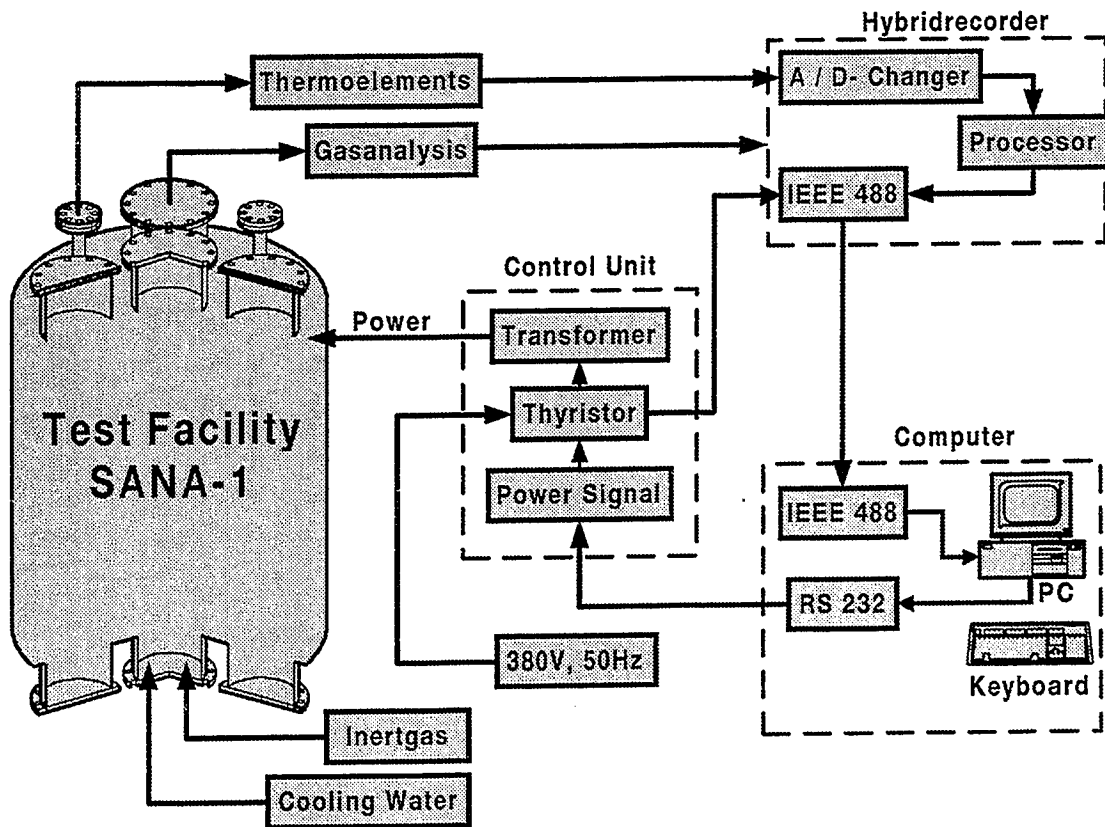 Hybridrecorder
Thermoelements
A / D- Changer
Gasanalysis
Processor
IEEE 488
Control Unit
Power
Transformer
Test Facility
SANA-1
Thyristor
Computer
Power Signal
IEEE 488
RS 232
PC
380V, 50Hz
Keyboard
Inertgas
Cooling Water